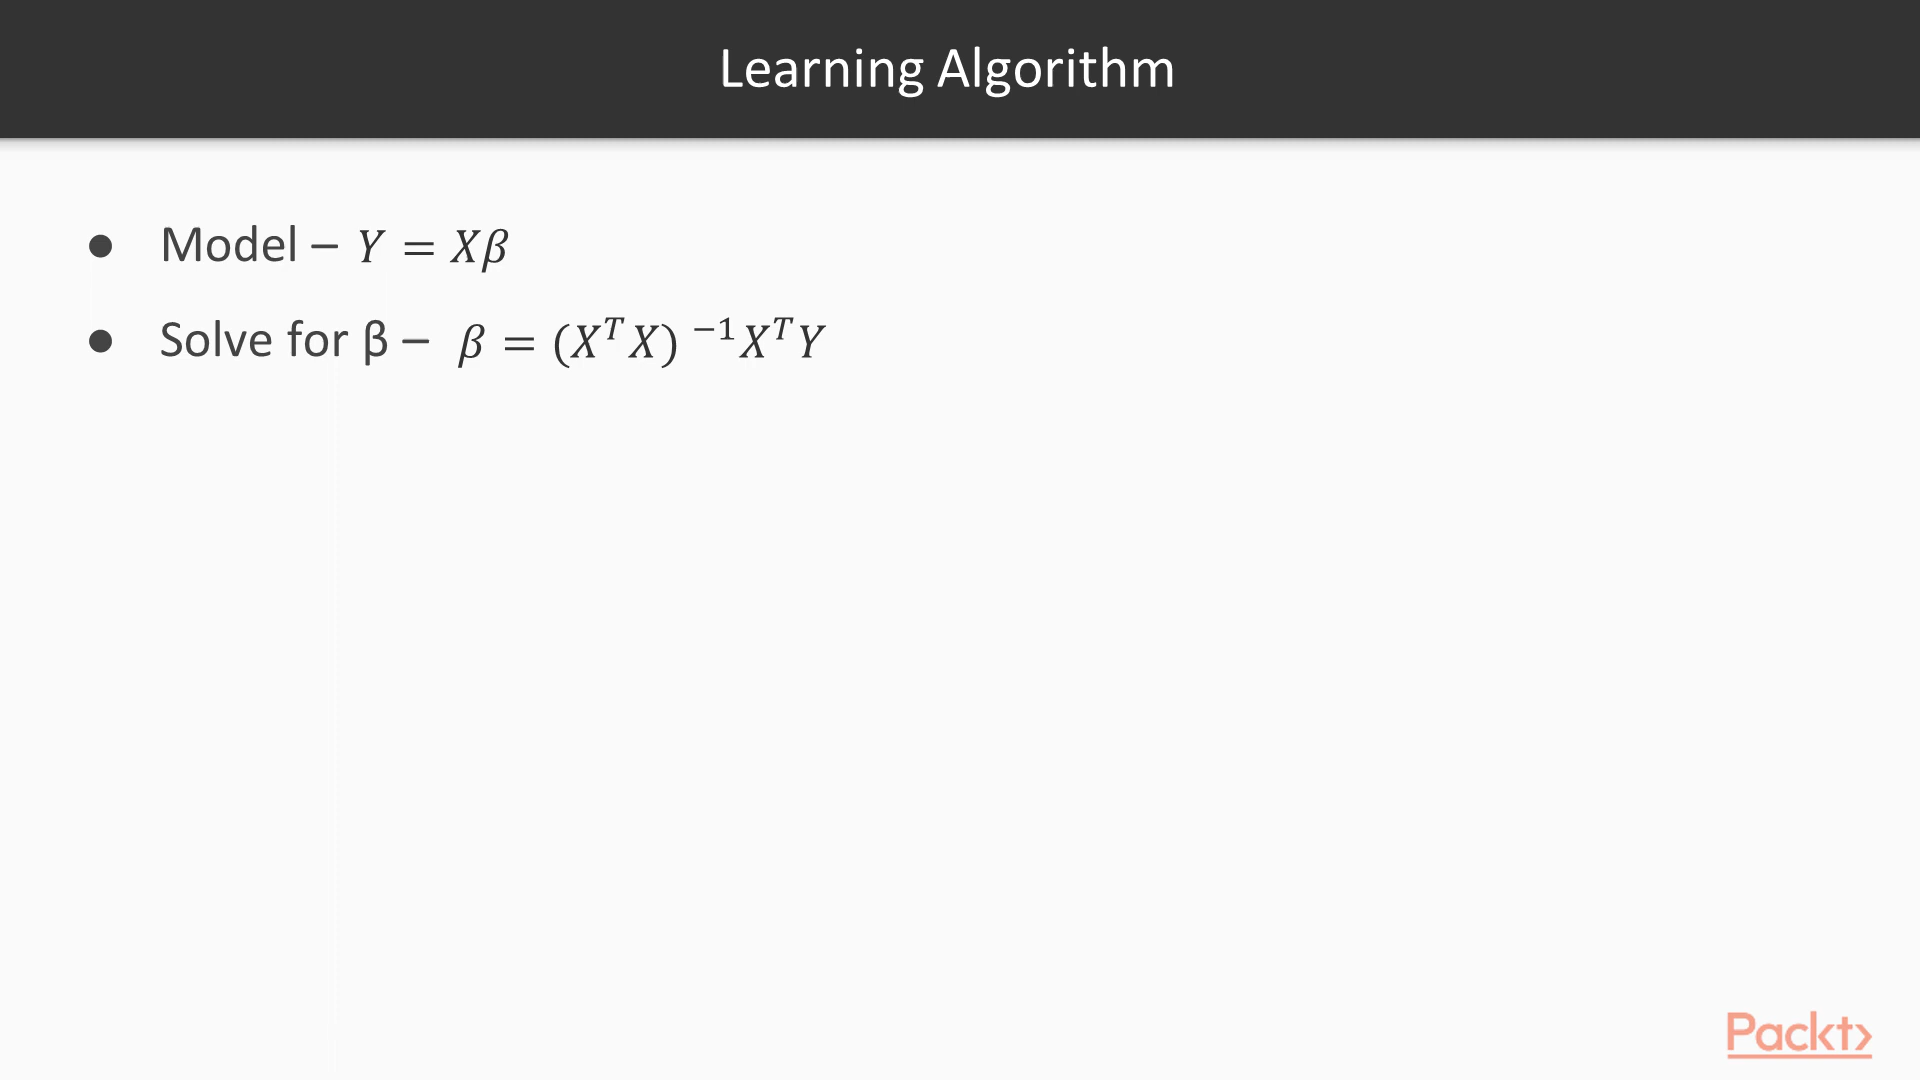 Learning Algorithm
● Model – Y = Xβ
● Solve for β – β = (XᵀX)⁻¹XᵀY
Packt>